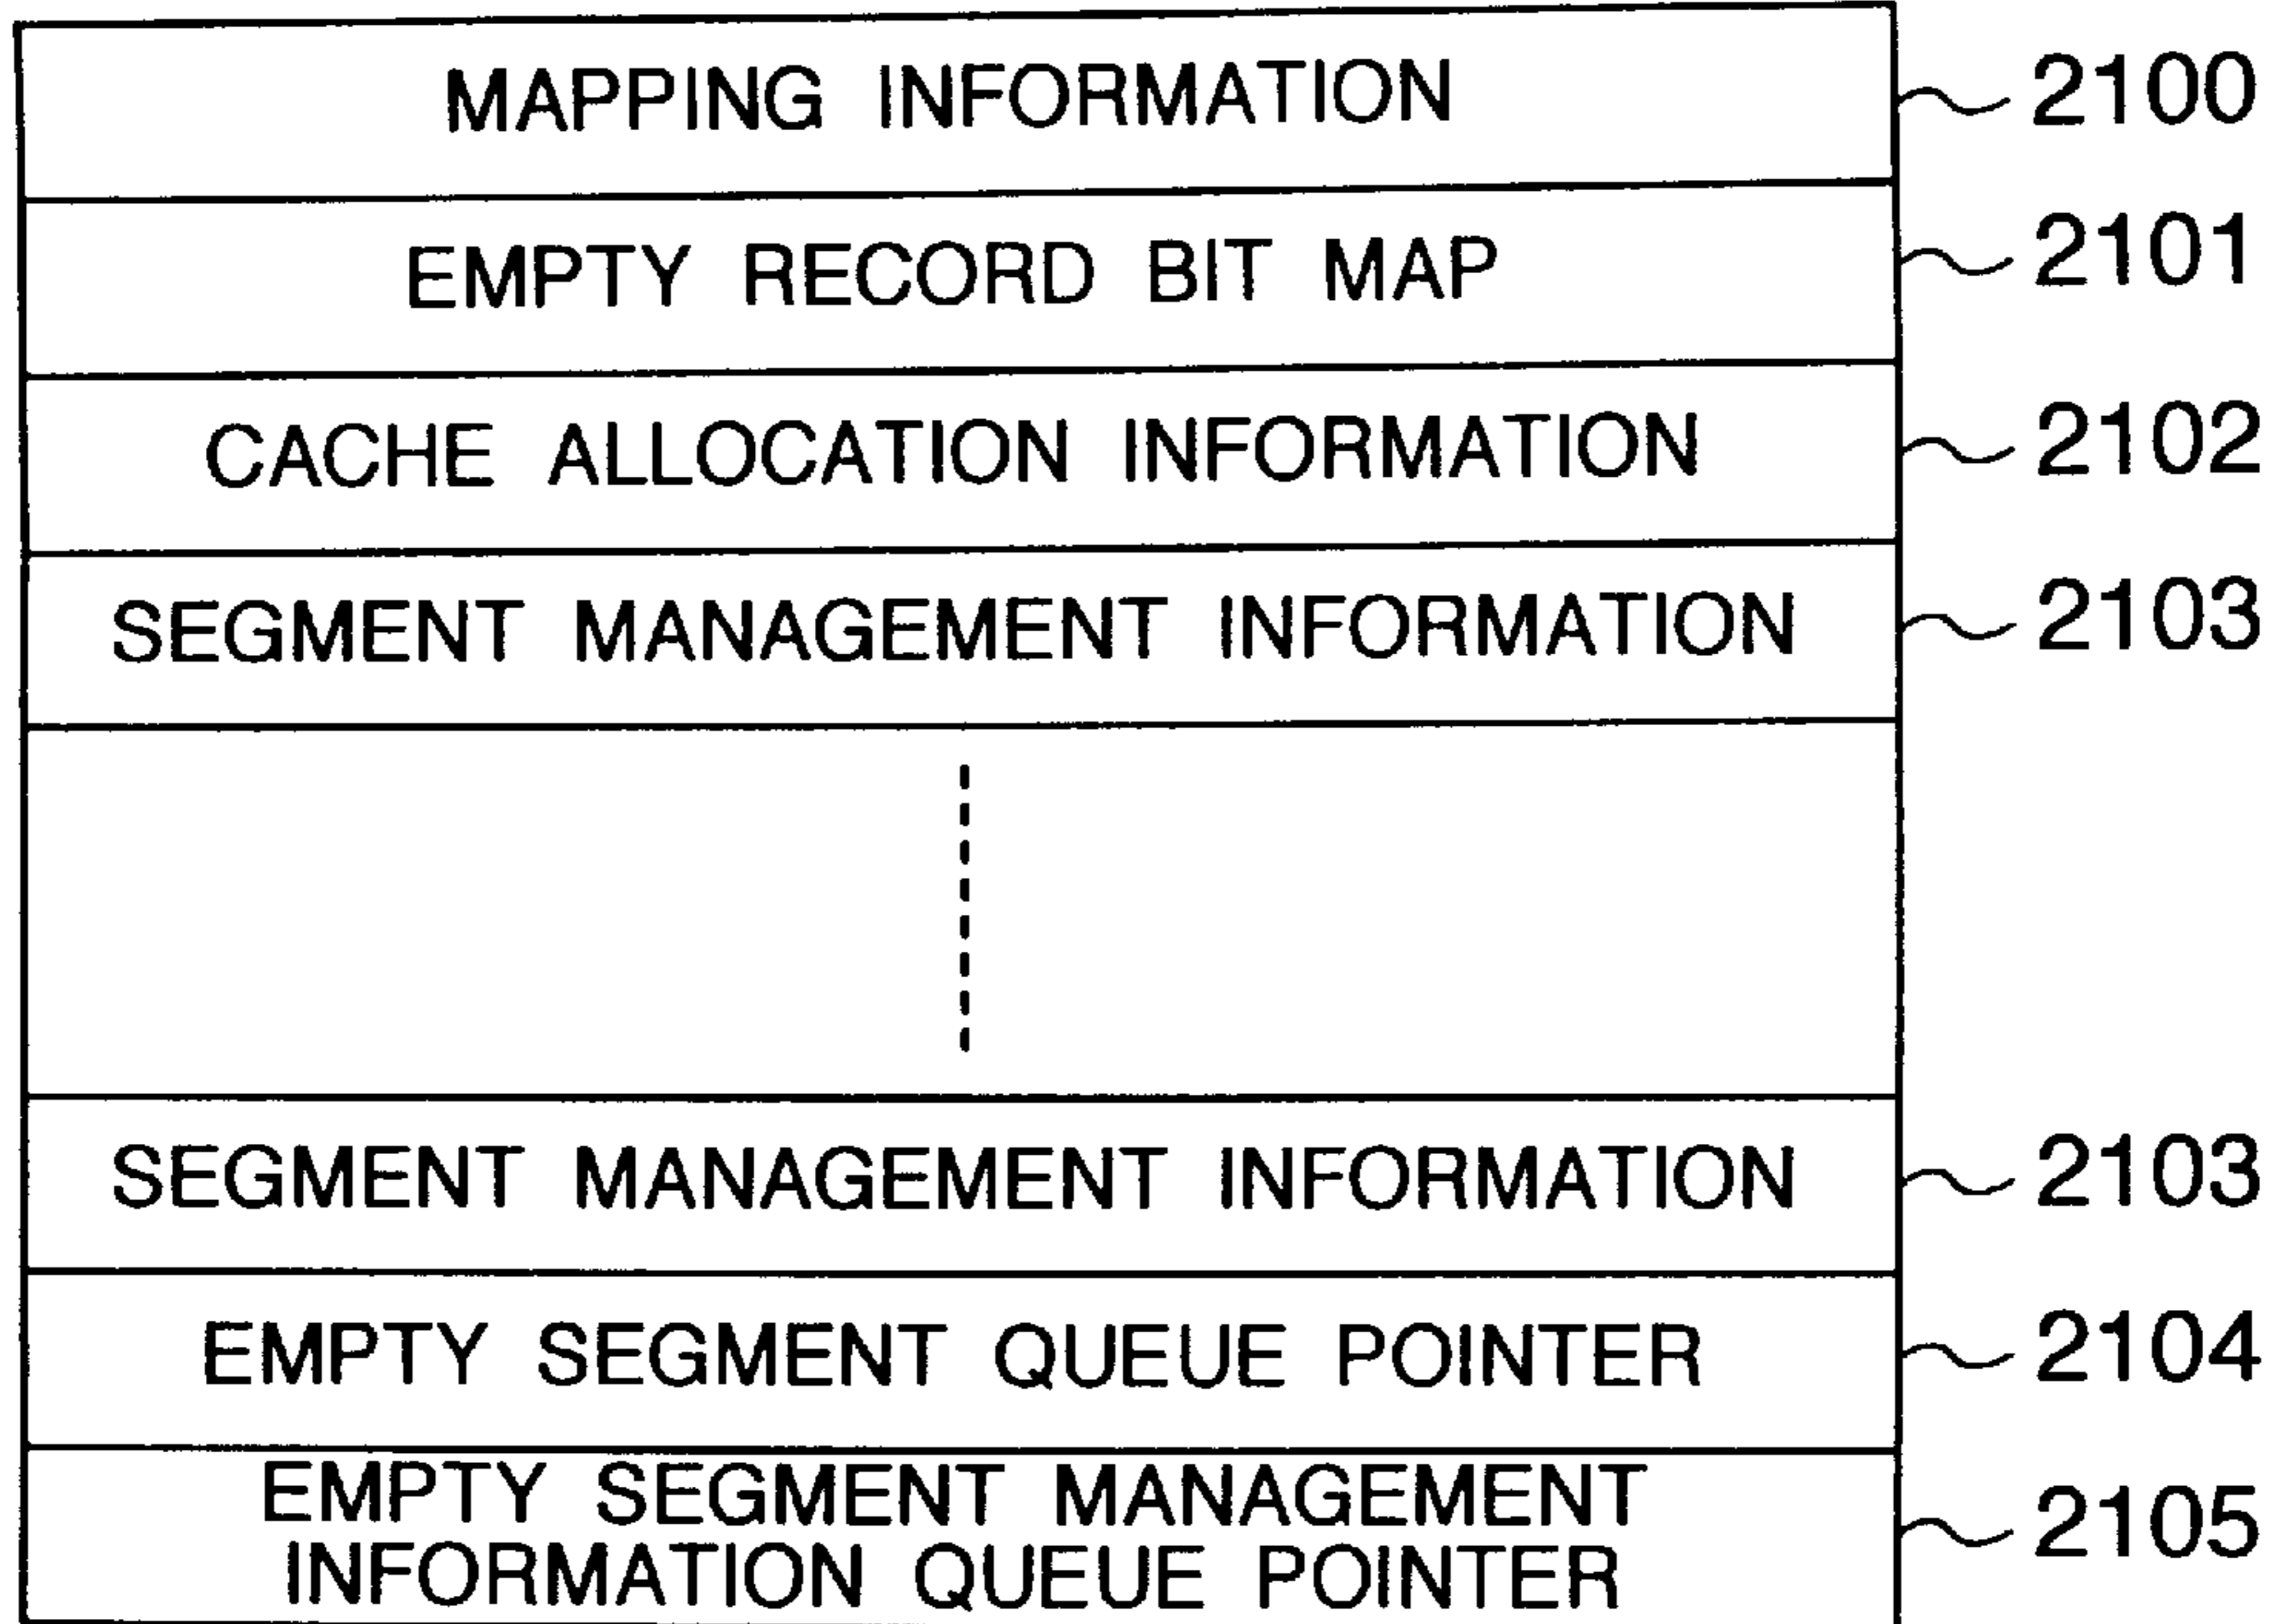 MAPPING INFORMATION 2100
EMPTY RECORD BIT MAP 2101
CACHE ALLOCATION INFORMATION 2102
SEGMENT MANAGEMENT INFORMATION 2103
SEGMENT MANAGEMENT INFORMATION 2103
EMPTY SEGMENT QUEUE POINTER 2104
EMPTY SEGMENT MANAGEMENT
INFORMATION QUEUE POINTER 2105